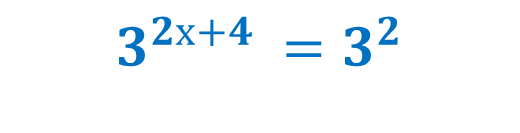 3^{2x+4} = 3^2